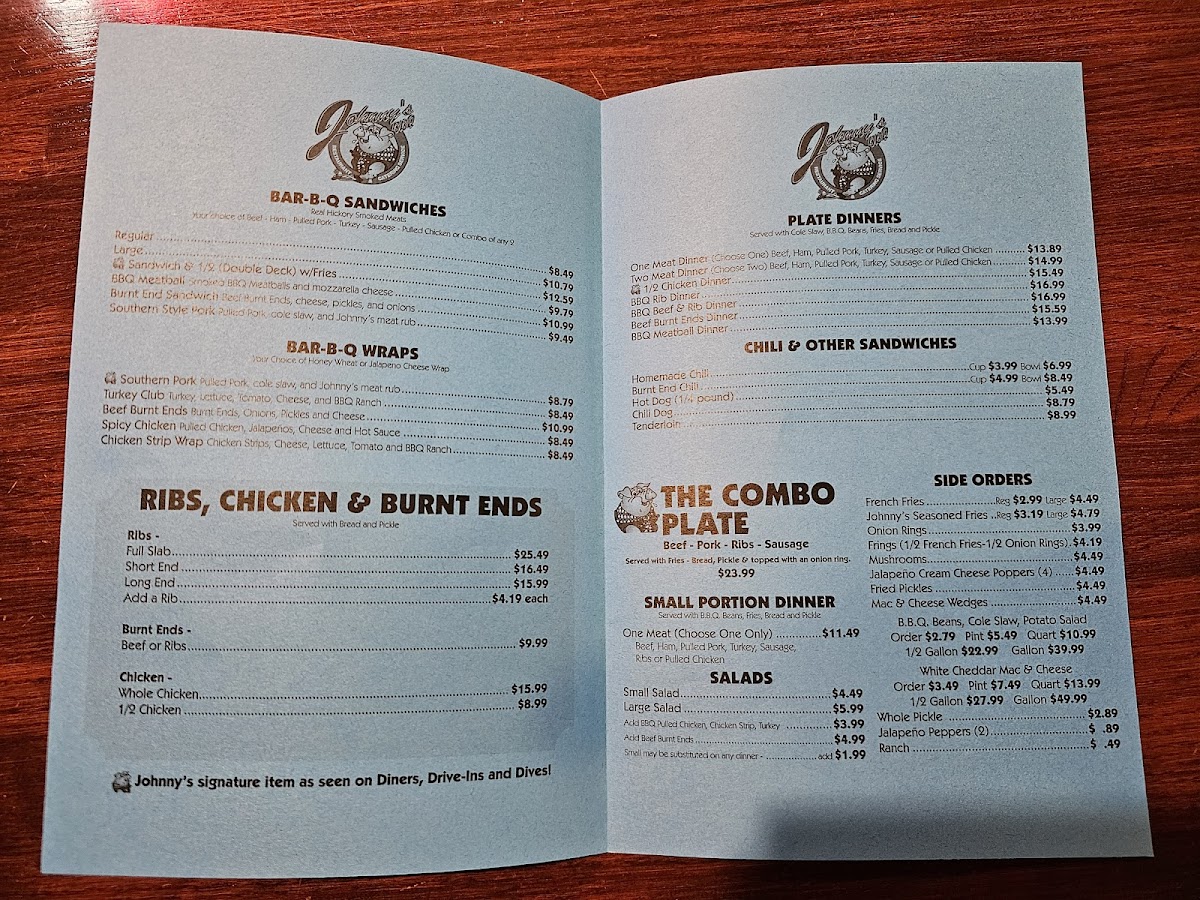 Johnny's
BAR-B-Q SANDWICHES
Real Hickory Smoked Meats
Your choice of Beef - Ham - Pulled Pork - Turkey - Sausage - Pulled Chicken or Combo of any 2
Regular $8.49
Large $10.79
Sandwich & 1/2 (Double Deck) w/Fries $12.59
BBQ Meatball Smoked BBQ Meatballs and mozzarella cheese $9.79
Burnt End Sandwich Beef Burnt Ends, cheese, pickles, and onions $10.99
Southern Style Pork Pulled Pork, cole slaw, and Johnny's meat rub $9.49
BAR-B-Q WRAPS
Your Choice of Honey Wheat or Jalapeno Cheese Wrap
Southern Pork Pulled Pork, cole slaw, and Johnny's meat rub $8.79
Turkey Club Turkey, Lettuce, Tomato, Cheese, and BBQ Ranch $8.49
Beef Burnt Ends Burnt Ends, Onions, Pickles and Cheese $10.99
Spicy Chicken Pulled Chicken, Jalapeños, Cheese and Hot Sauce $8.49
Chicken Strip Wrap Chicken Strips, Cheese, Lettuce, Tomato and BBQ Ranch $8.49
RIBS, CHICKEN & BURNT ENDS
Served with Bread and Pickle
Ribs -
Full Slab $25.49
Short End $16.49
Long End $15.99
Add a Rib $4.19 each
Burnt Ends -
Beef or Ribs $9.99
Chicken -
Whole Chicken $15.99
1/2 Chicken $8.99
Johnny's signature item as seen on Diners, Drive-Ins and Dives!
Johnny's
PLATE DINNERS
Served with Cole Slaw, B.B.Q. Beans, Fries, Bread and Pickle
One Meat Dinner (Choose One) Beef, Ham, Pulled Pork, Turkey, Sausage or Pulled Chicken $13.89
Two Meat Dinner (Choose Two) Beef, Ham, Pulled Pork, Turkey, Sausage or Pulled Chicken $14.99
1/2 Chicken Dinner $15.49
BBQ Rib Dinner $16.99
BBQ Beef & Rib Dinner $16.99
Beef Burnt Ends Dinner $15.59
BBQ Meatball Dinner $13.99
CHILI & OTHER SANDWICHES
Homemade Chili Cup $3.99 Bowl $6.99
Burnt End Chili Cup $4.99 Bowl $8.49
Hot Dog (1/4 pound) $5.49
Chili Dog $8.79
Tenderloin $8.99
THE COMBO
PLATE
Beef - Pork - Ribs - Sausage
Served with Fries - Bread, Pickle & topped with an onion ring.
$23.99
SMALL PORTION DINNER
Served with B.B.Q. Beans, Fries, Bread and Pickle
One Meat (Choose One Only) $11.49
Beef, Ham, Pulled Pork, Turkey, Sausage,
Ribs or Pulled Chicken
SALADS
Small Salad $4.49
Large Salad $5.99
Add BBQ Pulled Chicken, Chicken Strip, Turkey $3.99
Add Beef Burnt Ends $4.99
Small may be substituted on any dinner - add $1.99
SIDE ORDERS
French Fries Reg $2.99 Large $4.49
Johnny's Seasoned Fries Reg $3.19 Large $4.79
Onion Rings $3.99
Frings (1/2 French Fries-1/2 Onion Rings) $4.19
Mushrooms $4.49
Jalapeño Cream Cheese Poppers (4) $4.49
Fried Pickles $4.49
Mac & Cheese Wedges $4.49
B.B.Q. Beans, Cole Slaw, Potato Salad
Order $2.79 Pint $5.49 Quart $10.99
1/2 Gallon $22.99 Gallon $39.99
White Cheddar Mac & Cheese
Order $3.49 Pint $7.49 Quart $13.99
1/2 Gallon $27.99 Gallon $49.99
Whole Pickle $2.89
Jalapeño Peppers (2) $ .89
Ranch $ .49